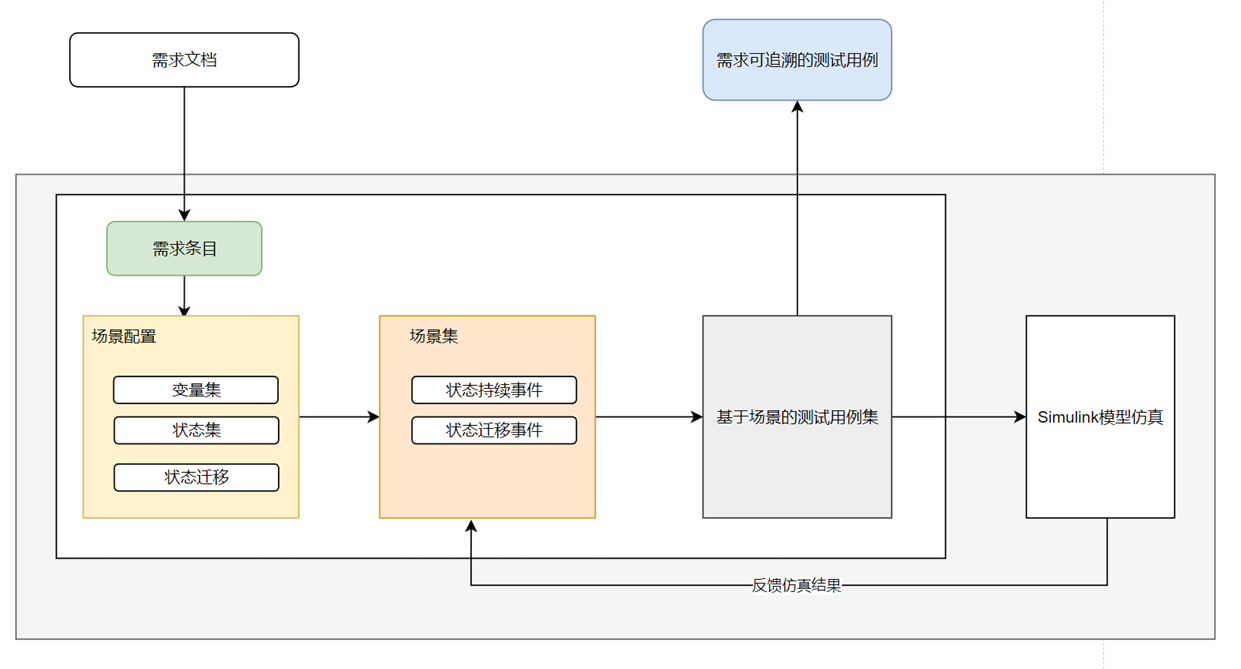 需求文档
需求可追溯的测试用例
需求条目
场景配置
变量集
状态集
状态迁移
场景集
状态持续事件
状态迁移事件
基于场景的测试用例集
Simulink模型仿真
反馈仿真结果